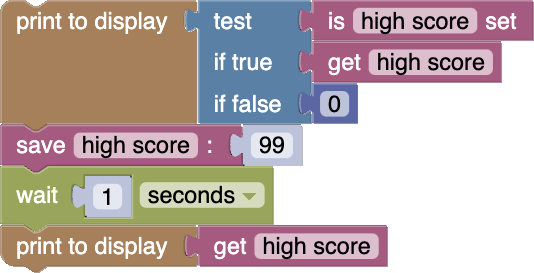 print to display test is high score set
if true get high score
if false 0
save high score : 99
wait 1 seconds
print to display get high score